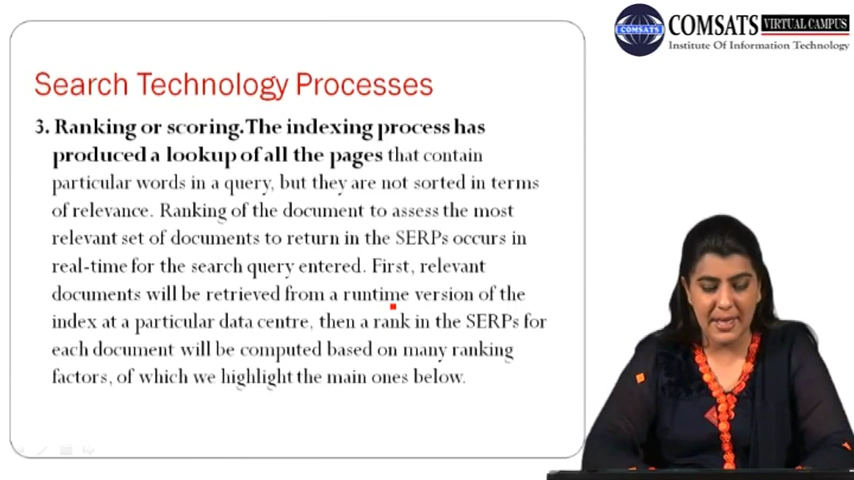 COMSATS VIRTUAL CAMPUS
Institute Of Information Technology
COMSATS
Search Technology Processes
3. Ranking or scoring.The indexing process has
produced a lookup of all the pages that contain
particular words in a query, but they are not sorted in terms
of relevance. Ranking of the document to assess the most
relevant set of documents to return in the SERPs occurs in
real-time for the search query entered. First, relevant
documents will be retrieved from a runtime version of the
index at a particular data centre, then a rank in the SERPs for
each document will be computed based on many ranking
factors, of which we highlight the main ones below.